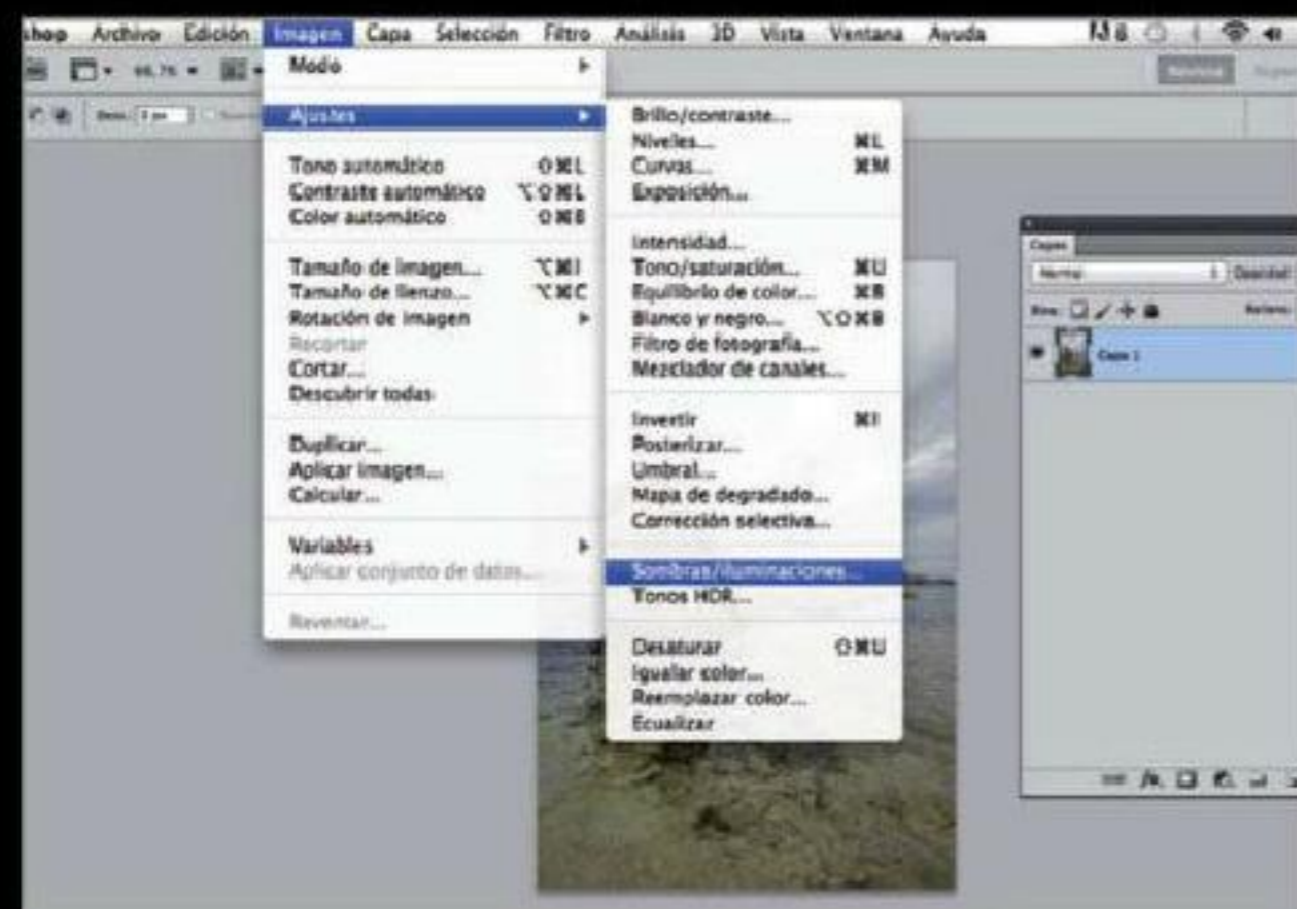 shop Archivo Edición Imagen Capa Selección Filtro Análisis 3D Vista Ventana Ayuda
Modo
Ajustes
Tono automático ⇧⌘L
Contraste automático ⌥⇧⌘L
Color automático ⇧⌘B
Tamaño de imagen... ⌥⌘I
Tamaño de lienzo... ⌥⌘C
Rotación de imagen
Recortar
Cortar...
Descubrir todas
Duplicar...
Aplicar imagen...
Calcular...
Variables
Aplicar conjunto de datos...
Reventar...
Brillo/contraste...
Niveles... ⌘L
Curvas... ⌘M
Exposición...
Intensidad...
Tono/saturación... ⌘U
Equilibrio de color... ⌘B
Blanco y negro... ⌥⇧⌘B
Filtro de fotografía...
Mezclador de canales...
Invertir ⌘I
Posterizar...
Umbral...
Mapa de degradado...
Corrección selectiva...
Sombras/iluminaciones...
Tonos HDR...
Desaturar ⇧⌘U
Igualar color...
Reemplazar color...
Ecualizar
Capas
Normal Opacidad:
Capa 1